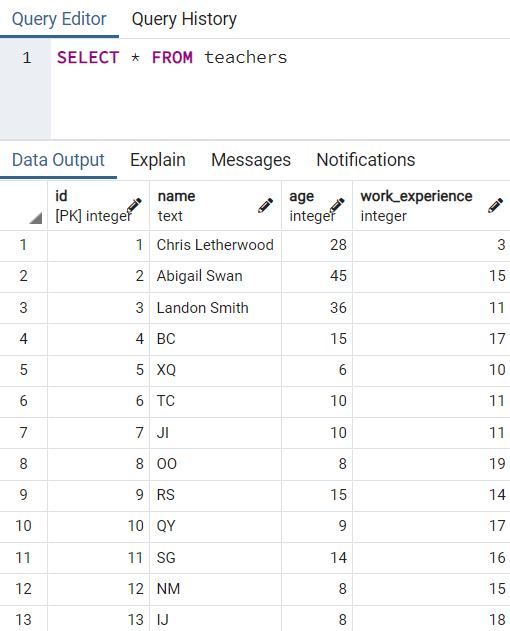 Query Editor Query History
1 SELECT * FROM teachers
Data Output Explain Messages Notifications
id name age work_experience
[PK] integer text integer integer
1 1 Chris Letherwood 28 3
2 2 Abigail Swan 45 15
3 3 Landon Smith 36 11
4 4 BC 15 17
5 5 XQ 6 10
6 6 TC 10 11
7 7 JI 10 11
8 8 OO 8 19
9 9 RS 15 14
10 10 QY 9 17
11 11 SG 14 16
12 12 NM 8 15
13 13 IJ 8 18